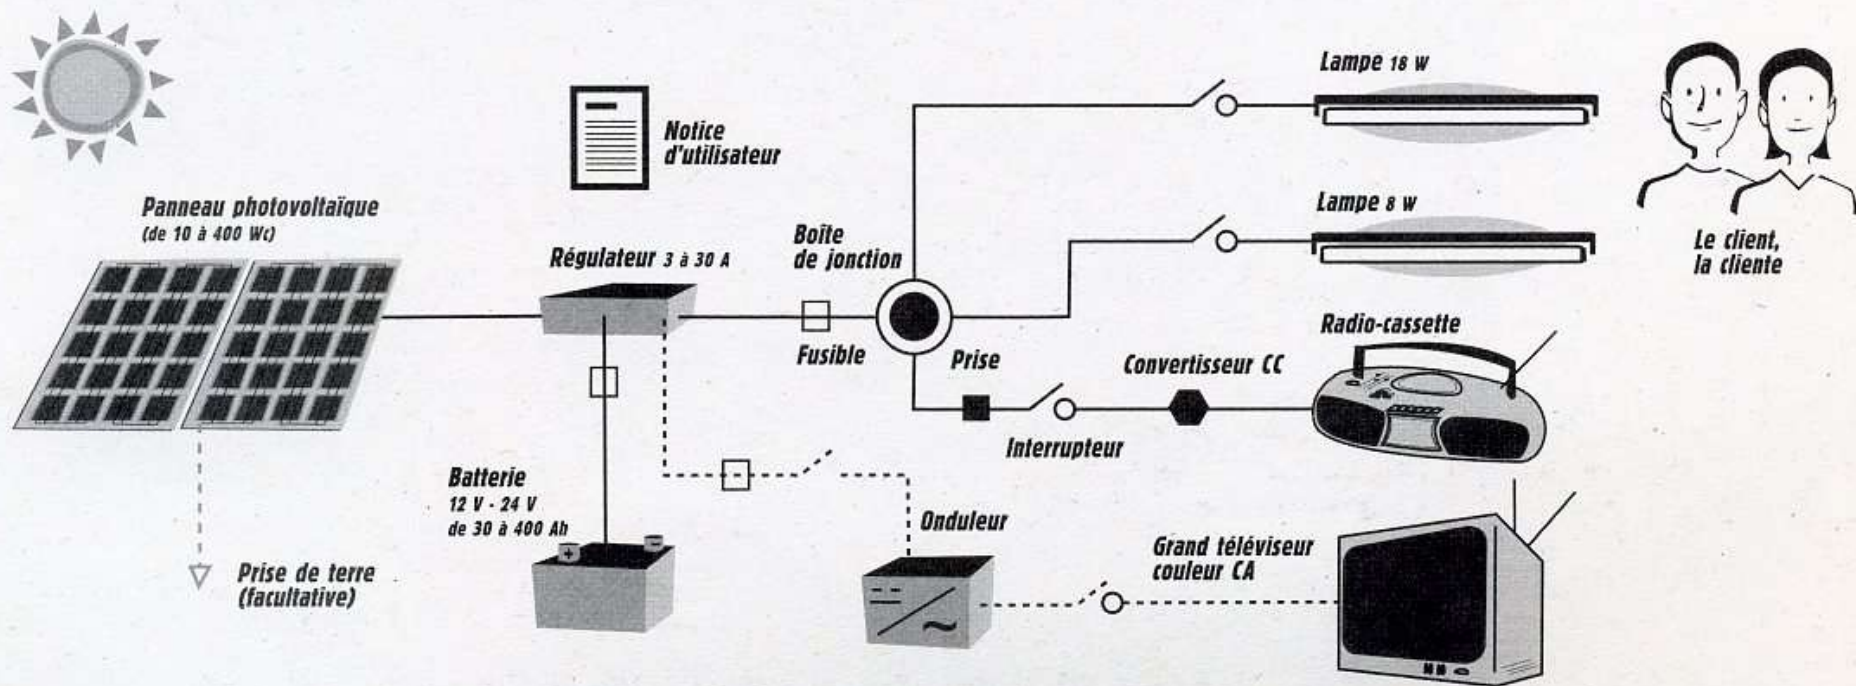 Lampe 18 W
Notice
d'utilisateur
Panneau photovoltaïque
(de 10 à 400 Wc)
Lampe 8 W
Boîte
de jonction
Le client,
la cliente
Régulateur 3 à 30 A
Radio-cassette
Fusible
Prise
Convertisseur CC
Interrupteur
Batterie
12 V - 24 V
de 30 à 400 Ah
+
-
Onduleur
Grand téléviseur
couleur CA
Prise de terre
(facultative)